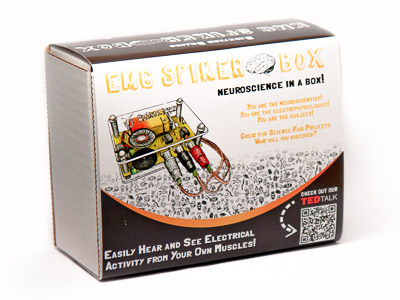 EMG SPIKER BOX
NEUROSCIENCE IN A BOX!
YOU ARE THE NEUROSCIENTIST!
YOU ARE THE ELECTROPHYSIOLOGIST!
YOU ARE THE SUBJECT!
GREAT FOR SCIENCE FAIR PROJECTS
WHAT WILL YOU DISCOVER?
CHECK OUT OUR
TEDTALK
EASILY HEAR AND SEE ELECTRICAL
ACTIVITY FROM YOUR OWN MUSCLES!